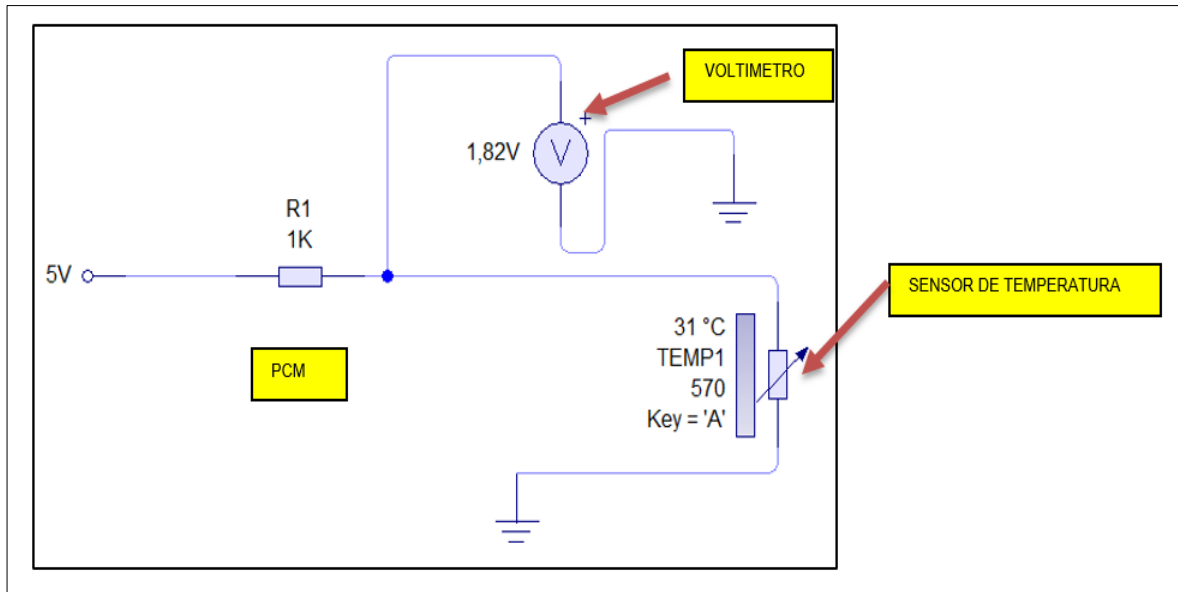 VOLTIMETRO
+
1,82V
R1
1K
5V
SENSOR DE TEMPERATURA
31 °C
TEMP1
570
Key = 'A'
PCM
V